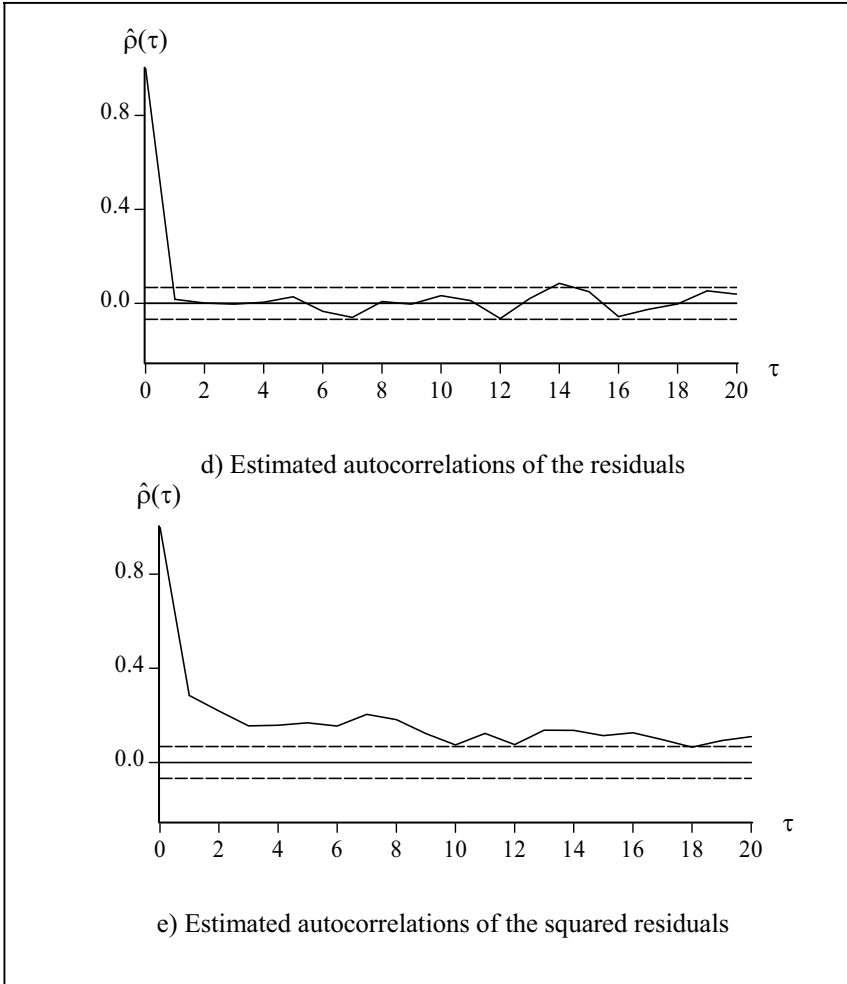 ρ̂(τ)
0.8
0.4
0.0
0 2 4 6 8 10 12 14 16 18 20
τ
d) Estimated autocorrelations of the residuals
ρ̂(τ)
0.8
0.4
0.0
0 2 4 6 8 10 12 14 16 18 20
τ
e) Estimated autocorrelations of the squared residuals